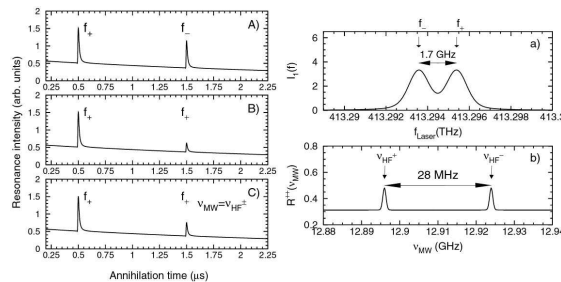 A)
f+
f−
B)
f+
f+
C)
f+
f+
νMW=νHF±
2
1.5
1
0.5
0
2
1.5
1
0.5
0
2
1.5
1
0.5
0
0.25 0.5 0.75 1 1.25 1.5 1.75 2 2.25
Resonance intensity (arb. units)
Annihilation time (μs)
f− f+
a)
1.7 GHz
I1(f)
4
3
2
1
0
413.290 413.292 413.294 413.296 413.298 413.3
fLaser(THz)
νHF+ νHF−
b)
28 MHz
R++(νMW)
0.8
0.6
0.4
0.2
12.88 12.89 12.9 12.91 12.92 12.93 12.94
νMW (GHz)